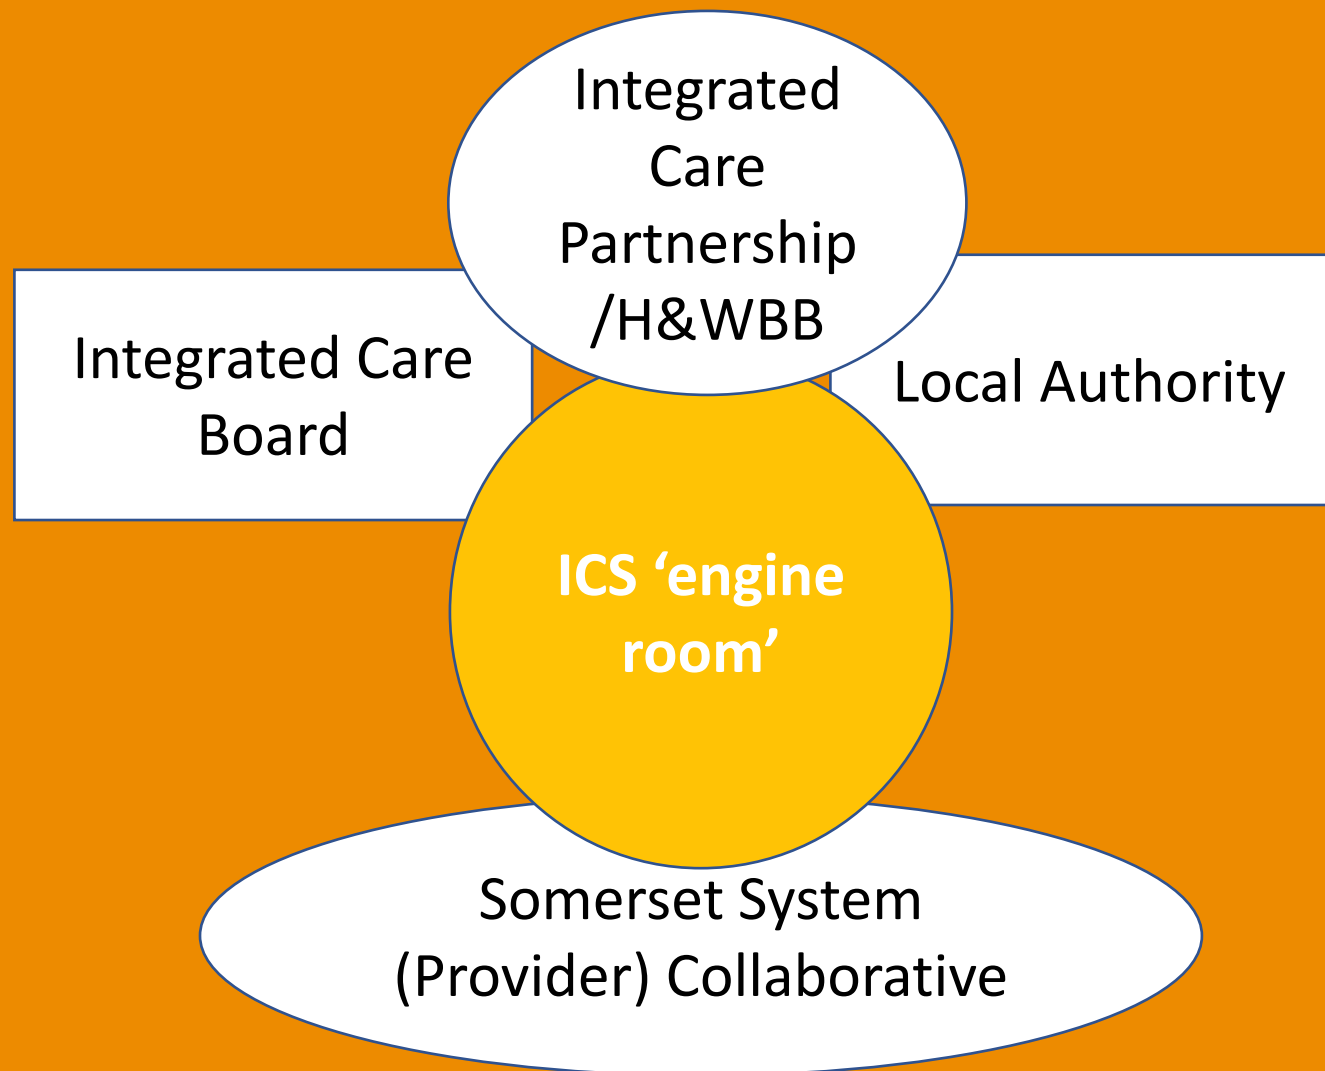 Integrated
Care
Partnership
/H&WBB
Integrated Care
Board
Local Authority
ICS ‘engine
room’
Somerset System
(Provider) Collaborative